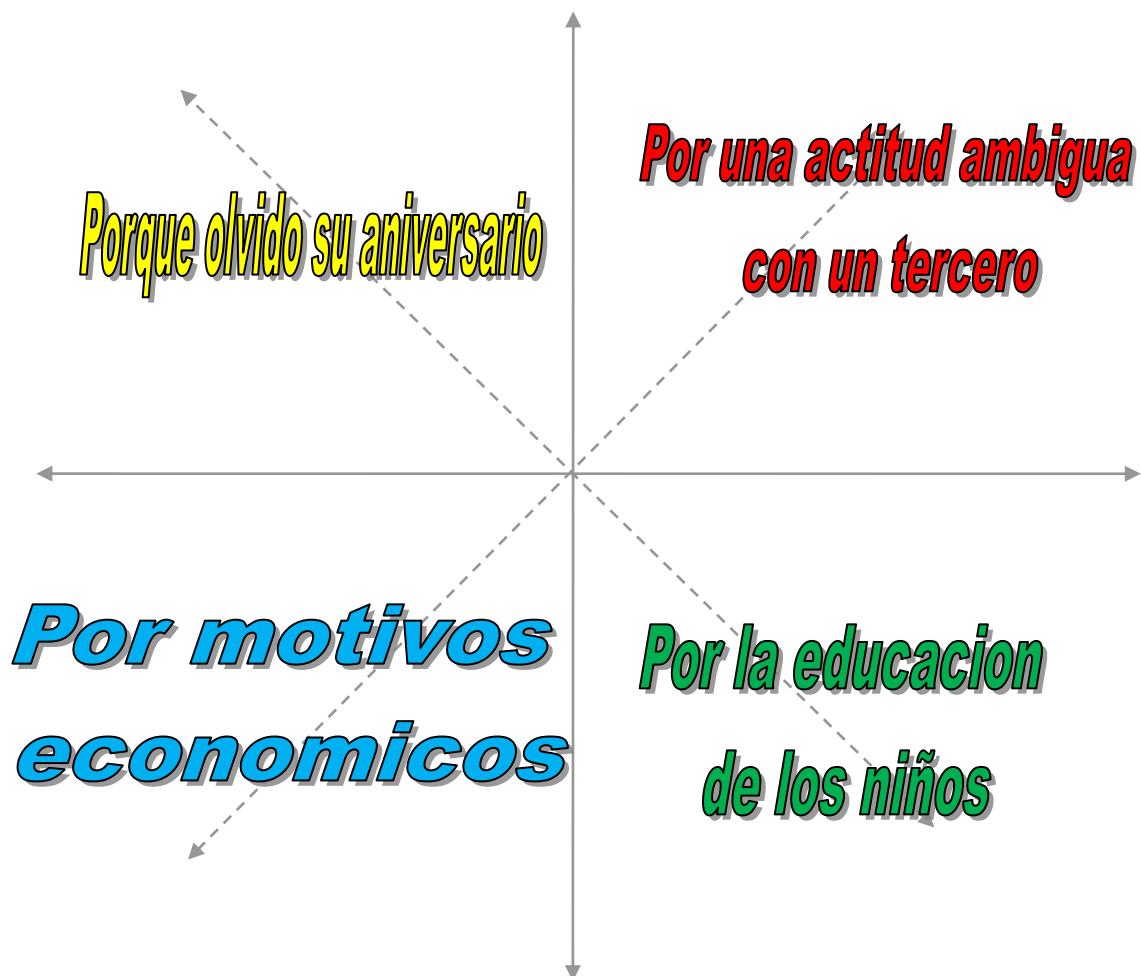 Porque olvido su aniversario
Por una actitud ambigua
con un tercero
Por motivos
economicos
Por la educacion
de los niños